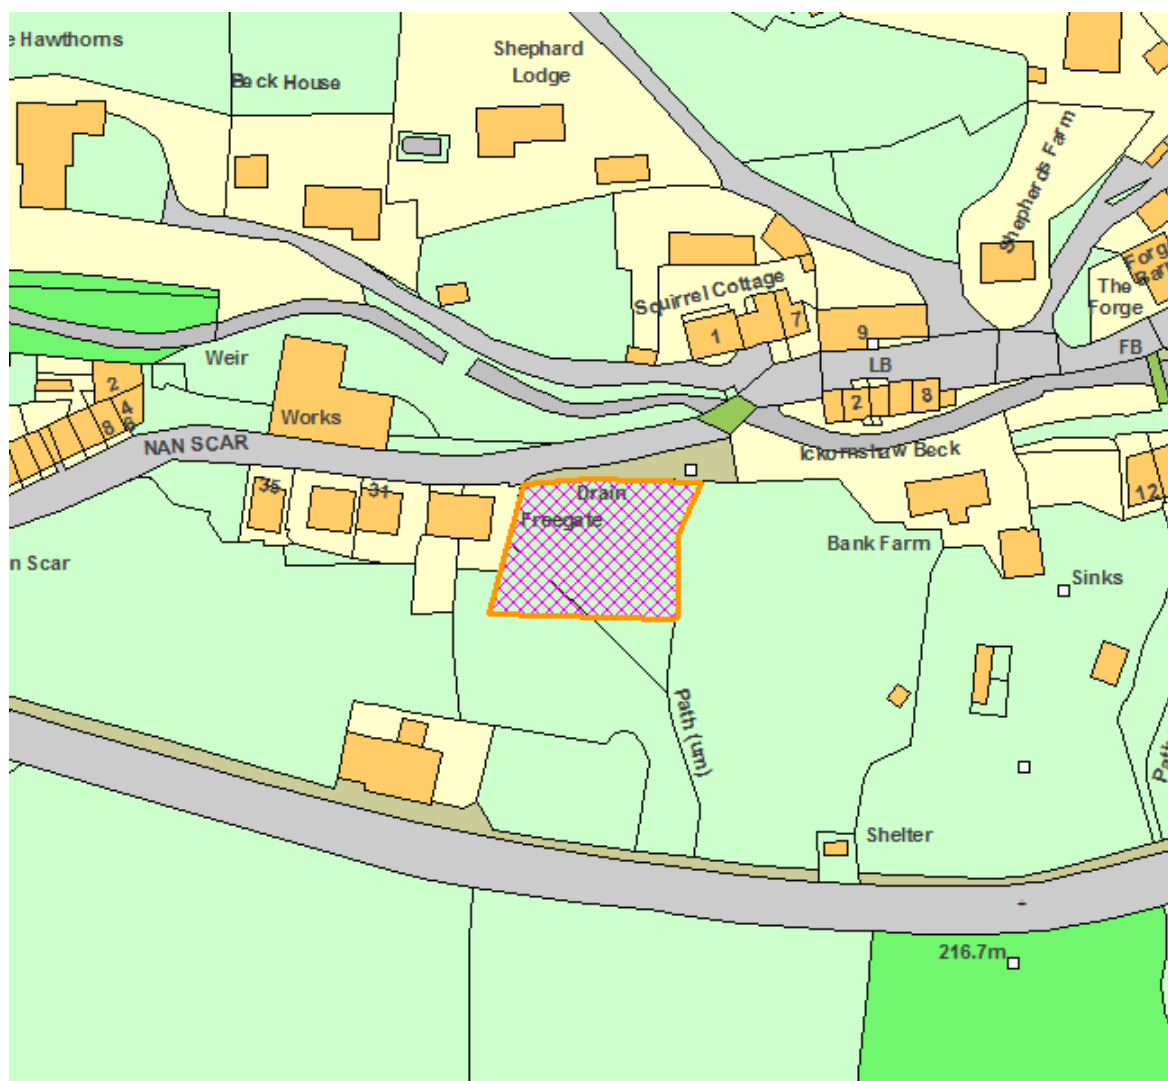 e Hawthorns
Beck House
Shephard
Lodge
Shepherds Farm
Squirrel Cottage
1
7
9
The
Forge
Forg
Barn
FB
LB
2
8
Weir
2
4
6
8
Works
NAN SCAR
Ickornshaw Beck
35
31
Drain
Freegate
12
Bank Farm
n Scar
Sinks
Path (um)
Path
Shelter
216.7m